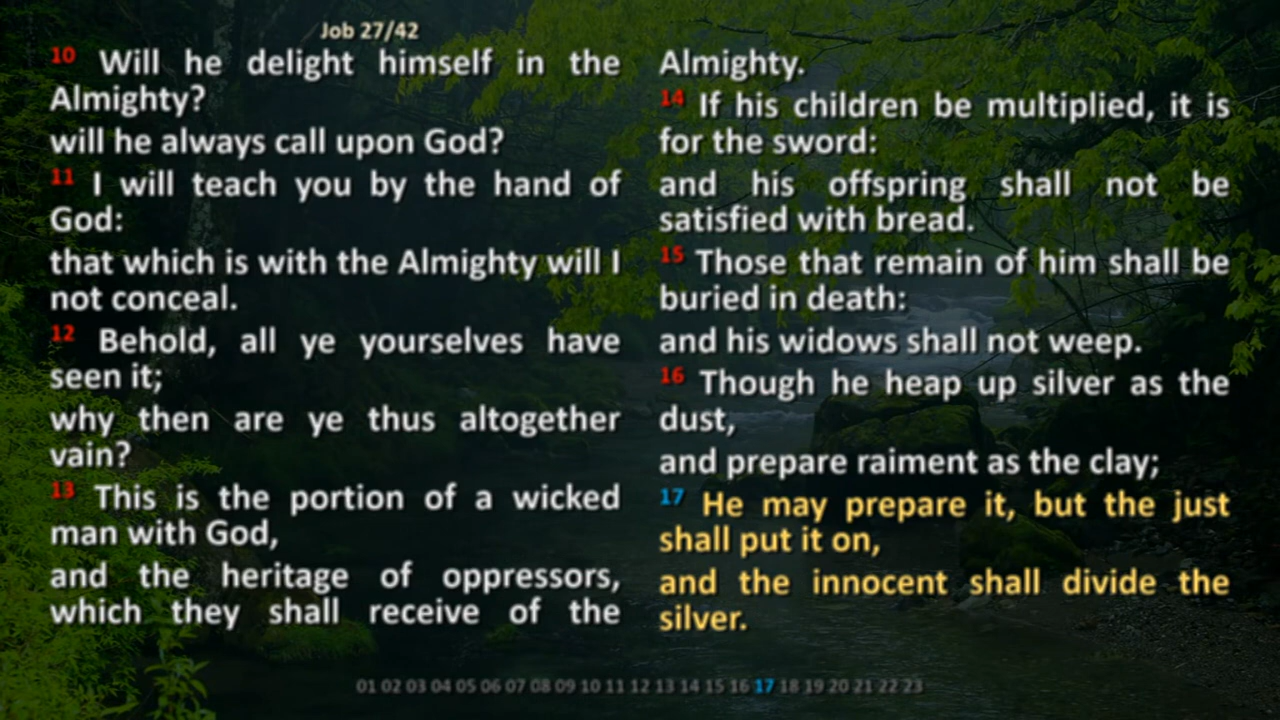 Job 27/42
10 Will he delight himself in the
Almighty?
will he always call upon God?
11 I will teach you by the hand of
God:
that which is with the Almighty will I
not conceal.
12 Behold, all ye yourselves have
seen it;
why then are ye thus altogether
vain?
13 This is the portion of a wicked
man with God,
and the heritage of oppressors,
which they shall receive of the
Almighty.
14 If his children be multiplied, it is
for the sword:
and his offspring shall not be
satisfied with bread.
15 Those that remain of him shall be
buried in death:
and his widows shall not weep.
16 Though he heap up silver as the
dust,
and prepare raiment as the clay;
17 He may prepare it, but the just
shall put it on,
and the innocent shall divide the
silver.
01 02 03 04 05 06 07 08 09 10 11 12 13 14 15 16 17 18 19 20 21 22 23